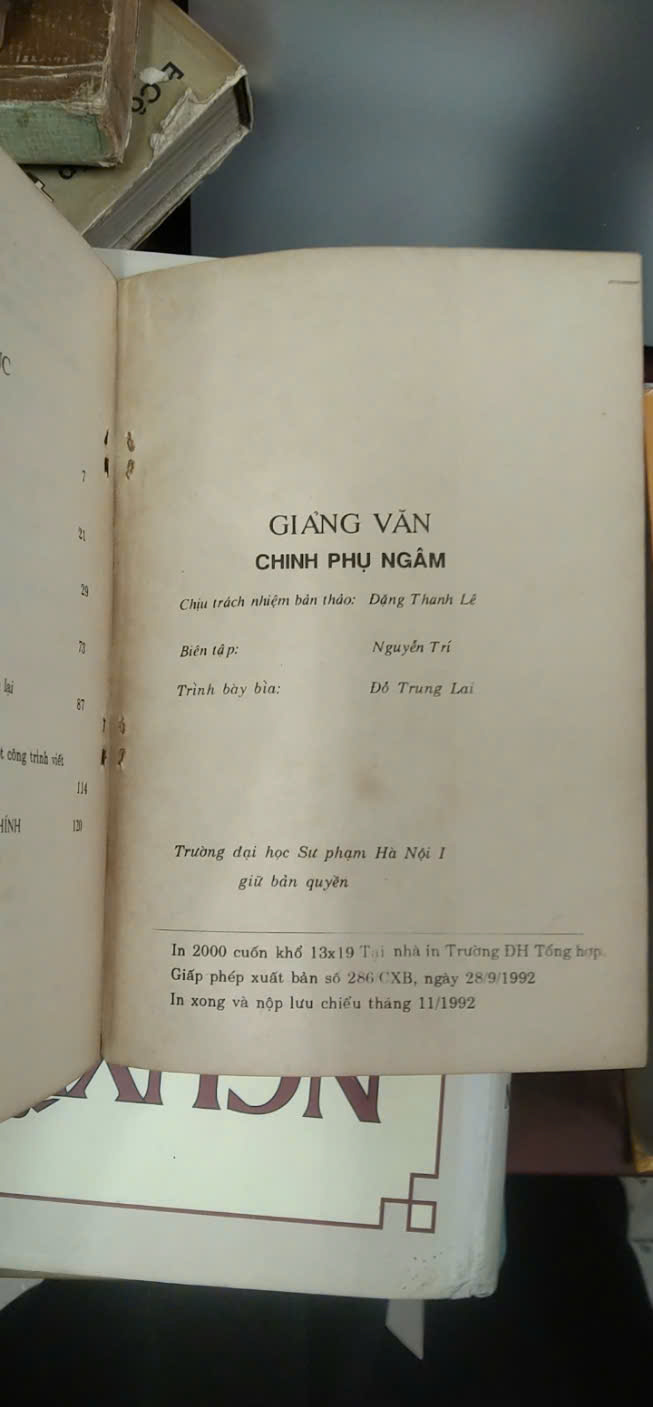 7
21
29
73
lại
87
công trình viết
114
120
GIẢNG VĂN
CHINH PHỤ NGÂM
Chịu trách nhiệm bản thảo: Đặng Thanh Lê
Biên tập: Nguyễn Trí
Trình bày bìa: Đỗ Trung Lai
Trường đại học Sư phạm Hà Nội I
giữ bản quyền
In 2000 cuốn khổ 13x19 Tại nhà in Trường ĐH Tổng hợp.
Giấp phép xuất bản số 286/CXB, ngày 28/9/1992
In xong và nộp lưu chiểu tháng 11/1992